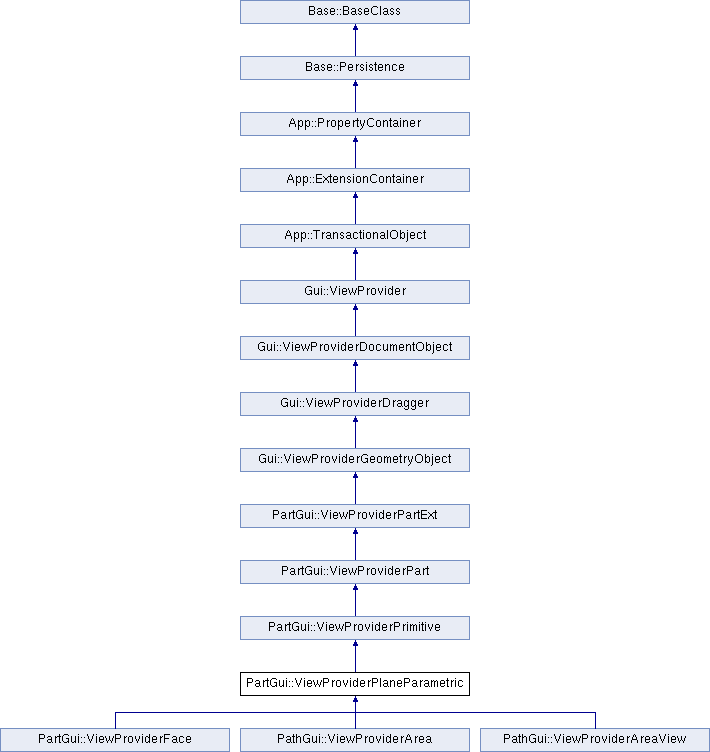 Base::BaseClass
Base::Persistence
App::PropertyContainer
App::ExtensionContainer
App::TransactionalObject
Gui::ViewProvider
Gui::ViewProviderDocumentObject
Gui::ViewProviderDragger
Gui::ViewProviderGeometryObject
PartGui::ViewProviderPartExt
PartGui::ViewProviderPart
PartGui::ViewProviderPrimitive
PartGui::ViewProviderPlaneParametric
PartGui::ViewProviderFace
PathGui::ViewProviderArea
PathGui::ViewProviderAreaView